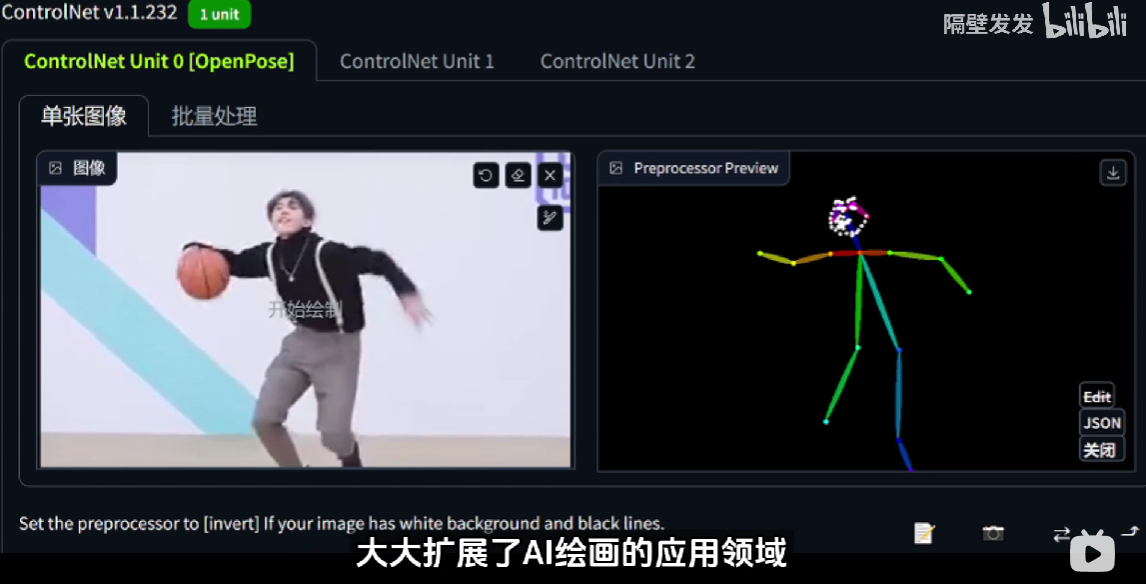 ControlNet v1.1.232 1 unit
隔壁发发 bilibili
ControlNet Unit 0 [OpenPose] ControlNet Unit 1 ControlNet Unit 2
单张图像 批量处理
图像
Preprocessor Preview
开始绘制
Edit
JSON
关闭
Set the preprocessor to [invert] If your image has white background and black lines.
大大扩展了AI绘画的应用领域